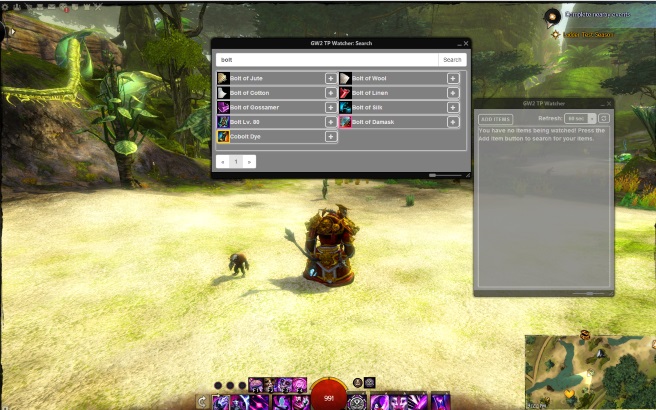 GW2 TP Watcher: Search
bolt
Search
Bolt of Jute
Bolt of Wool
Bolt of Cotton
Bolt of Linen
Bolt of Gossamer
Bolt of Silk
Bolt Lv. 80
Bolt of Damask
Cobolt Dye
« 1 »
GW2 TP Watcher
ADD ITEMS
Refresh:
You have no items being watched! Press the
Add Item button to search for your items.
991